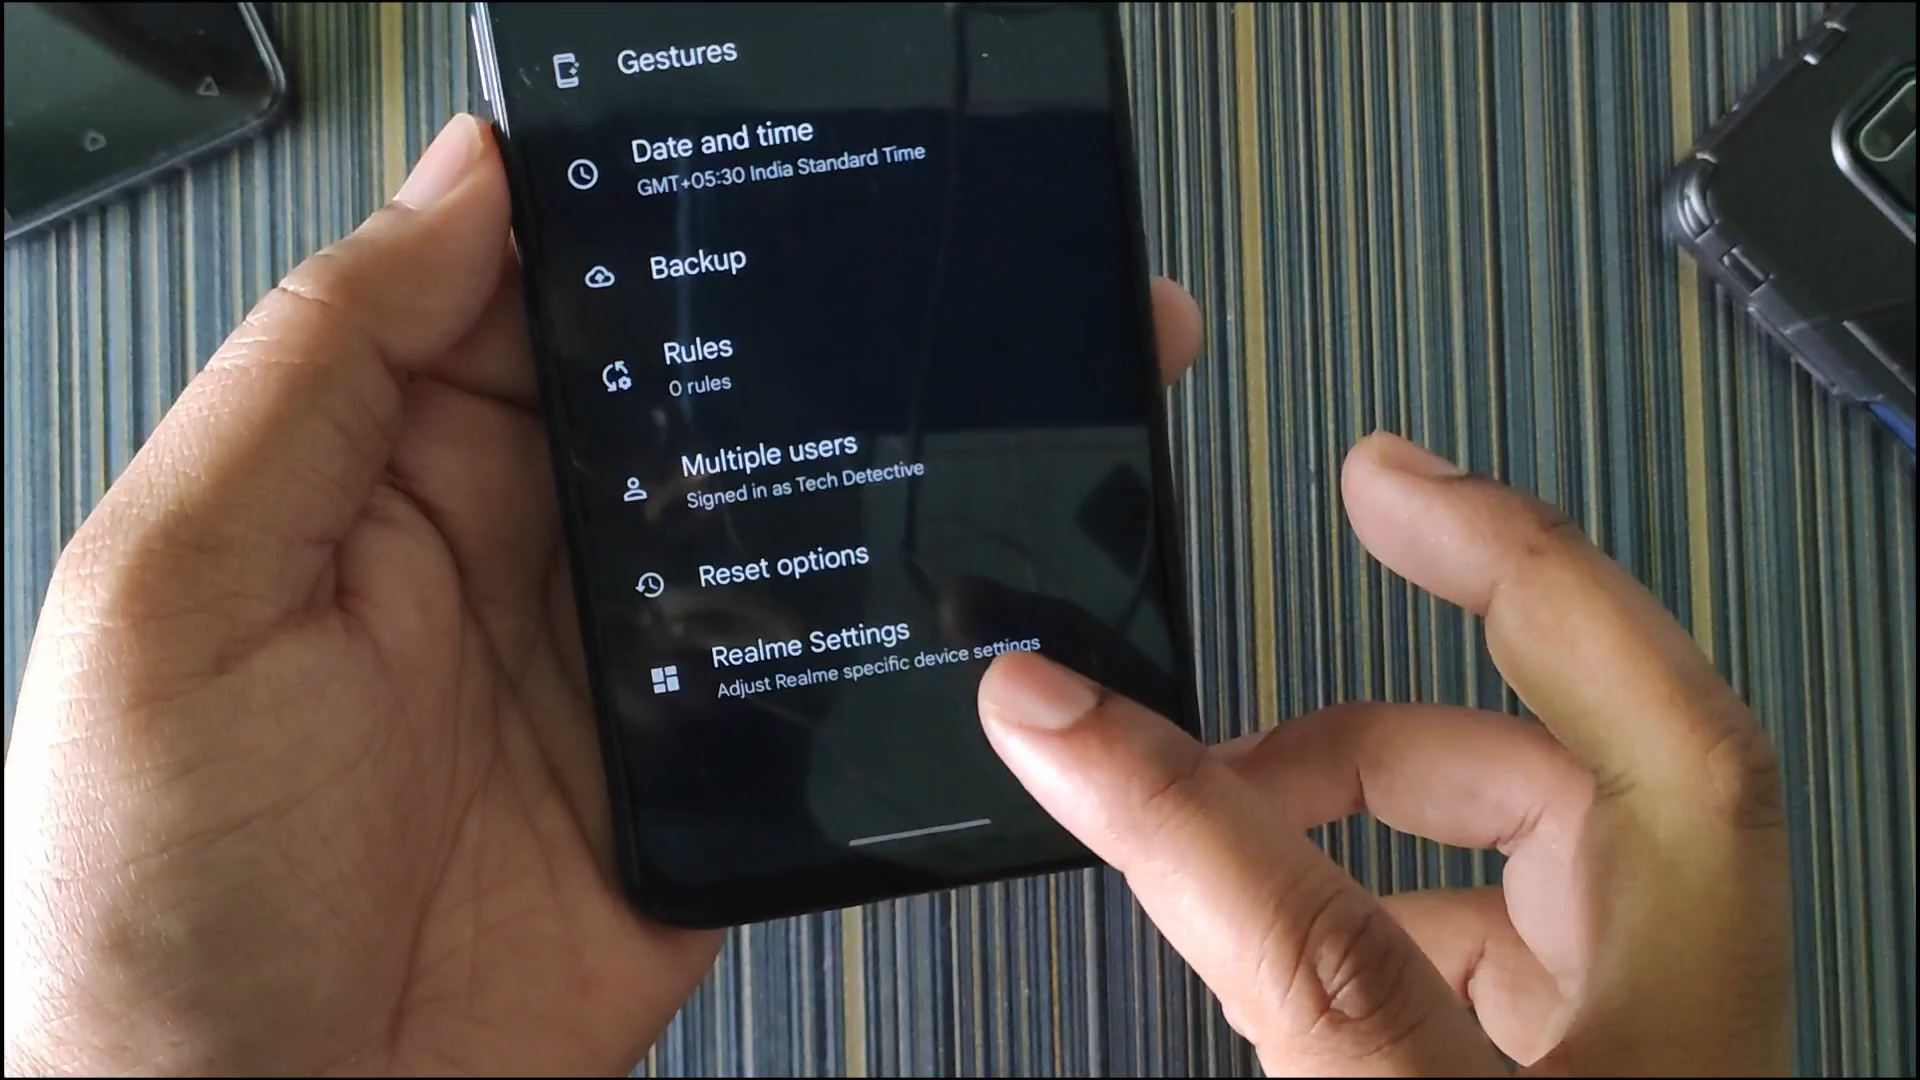 Gestures
Date and time
GMT+05:30 India Standard Time
Backup
Rules
0 rules
Multiple users
Signed in as Tech Detective
Reset options
Realme Settings
Adjust Realme specific device settings